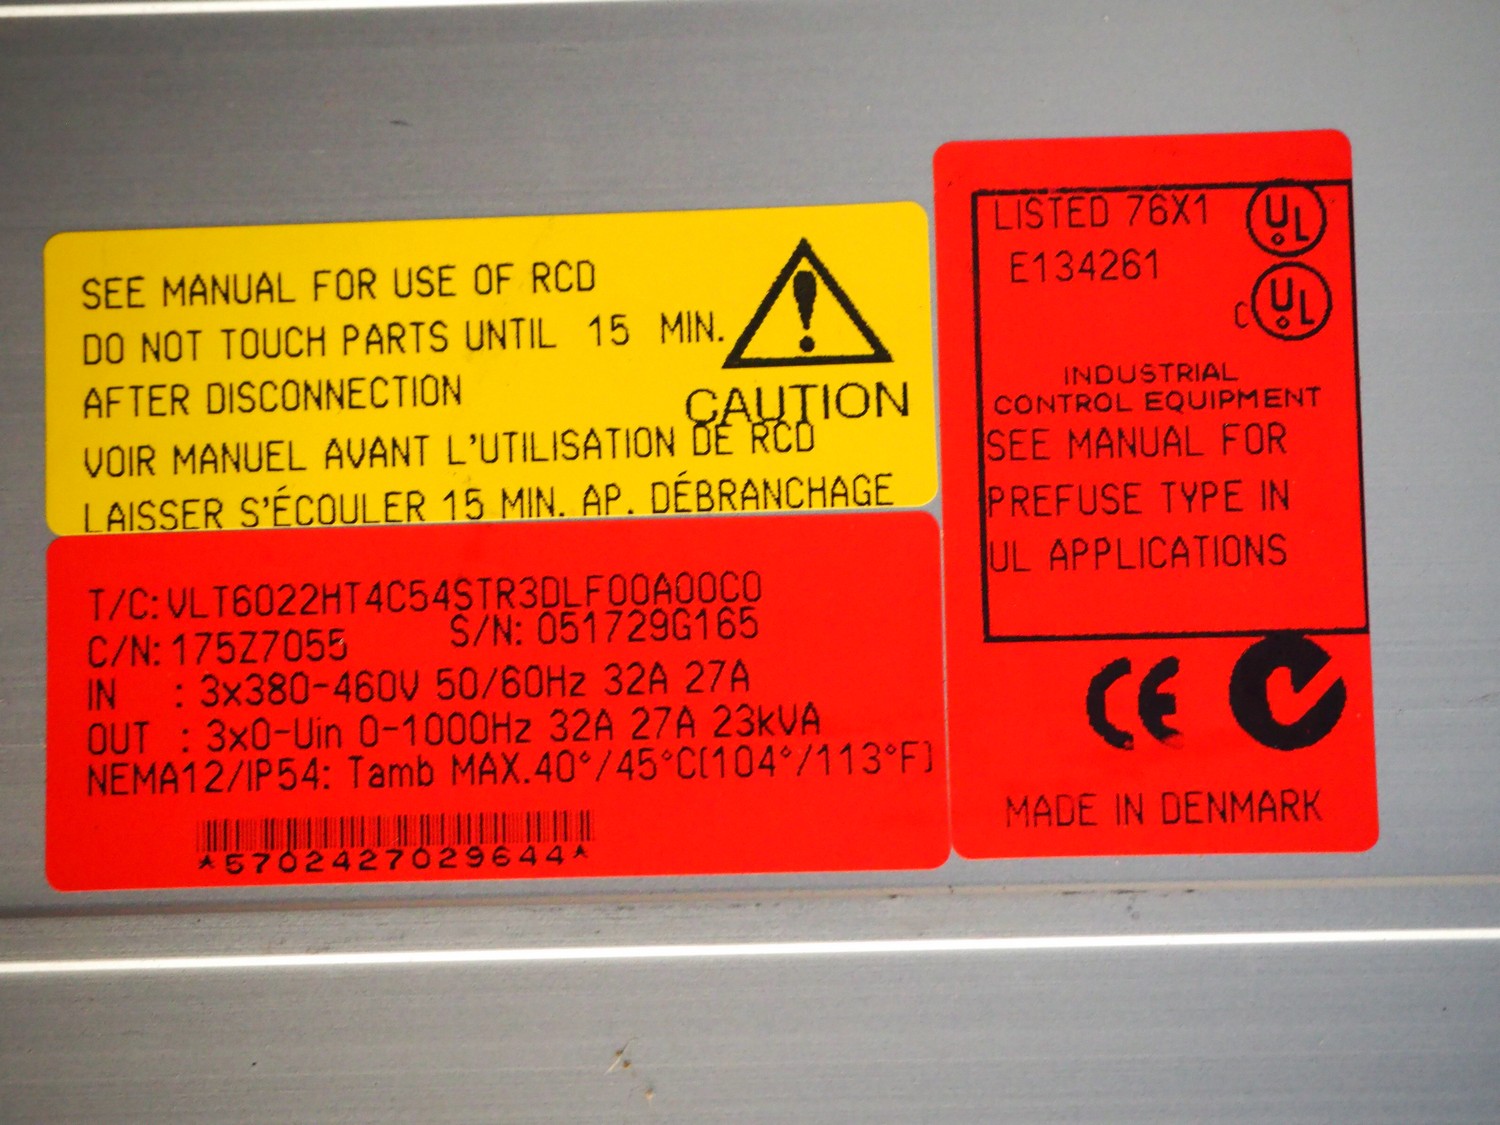 SEE MANUAL FOR USE OF RCD
DO NOT TOUCH PARTS UNTIL 15 MIN.
AFTER DISCONNECTION
CAUTION
VOIR MANUEL AVANT L'UTILISATION DE RCD
LAISSER S'ÉCOULER 15 MIN. AP. DÉBRANCHAGE
T/C: VLT6022HT4C54STR3DLF00A00C0
C/N: 175Z7055 S/N: 051729G165
IN : 3x380-460V 50/60Hz 32A 27A
OUT : 3x0-Uin 0-1000Hz 32A 27A 23kVA
NEMA12/IP54: Tamb MAX.40°/45°C(104°/113°F)
*5702427029644*
LISTED 76X1 UL
E134261
C UL
INDUSTRIAL
CONTROL EQUIPMENT
SEE MANUAL FOR
PREFUSE TYPE IN
UL APPLICATIONS
CE
MADE IN DENMARK